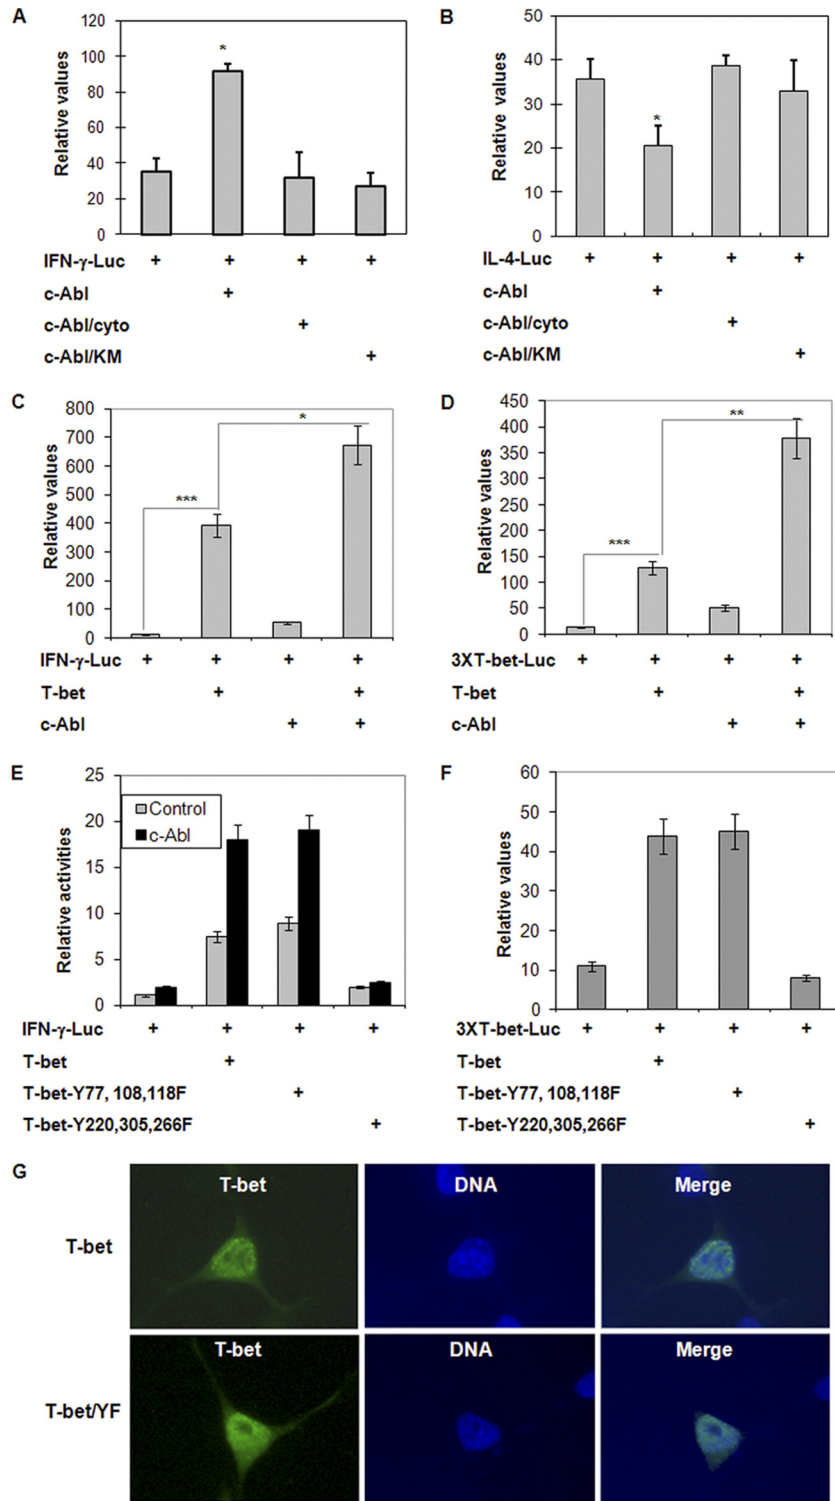 A
Relative values
120
100
80
60
40
20
0
*
IFN-γ-Luc + + + +
c-Abl +
c-Abl/cyto +
c-Abl/KM +
B
Relative values
50
40
30
20
10
0
*
IL-4-Luc + + + +
c-Abl +
c-Abl/cyto +
c-Abl/KM +
C
Relative values
800
700
600
500
400
300
200
100
0
***
*
IFN-γ-Luc + + + +
T-bet + +
c-Abl + +
D
Relative values
450
400
350
300
250
200
150
100
50
0
***
**
3XT-bet-Luc + + + +
T-bet + +
c-Abl + +
E
Relative activities
25
20
15
10
5
0
Control
c-Abl
IFN-γ-Luc + + + +
T-bet +
T-bet-Y77, 108,118F +
T-bet-Y220,305,266F +
F
Relative values
60
50
40
30
20
10
0
3XT-bet-Luc + + + +
T-bet +
T-bet-Y77, 108,118F +
T-bet-Y220,305,266F +
G
T-bet DNA Merge
T-bet
T-bet DNA Merge
T-bet/YF